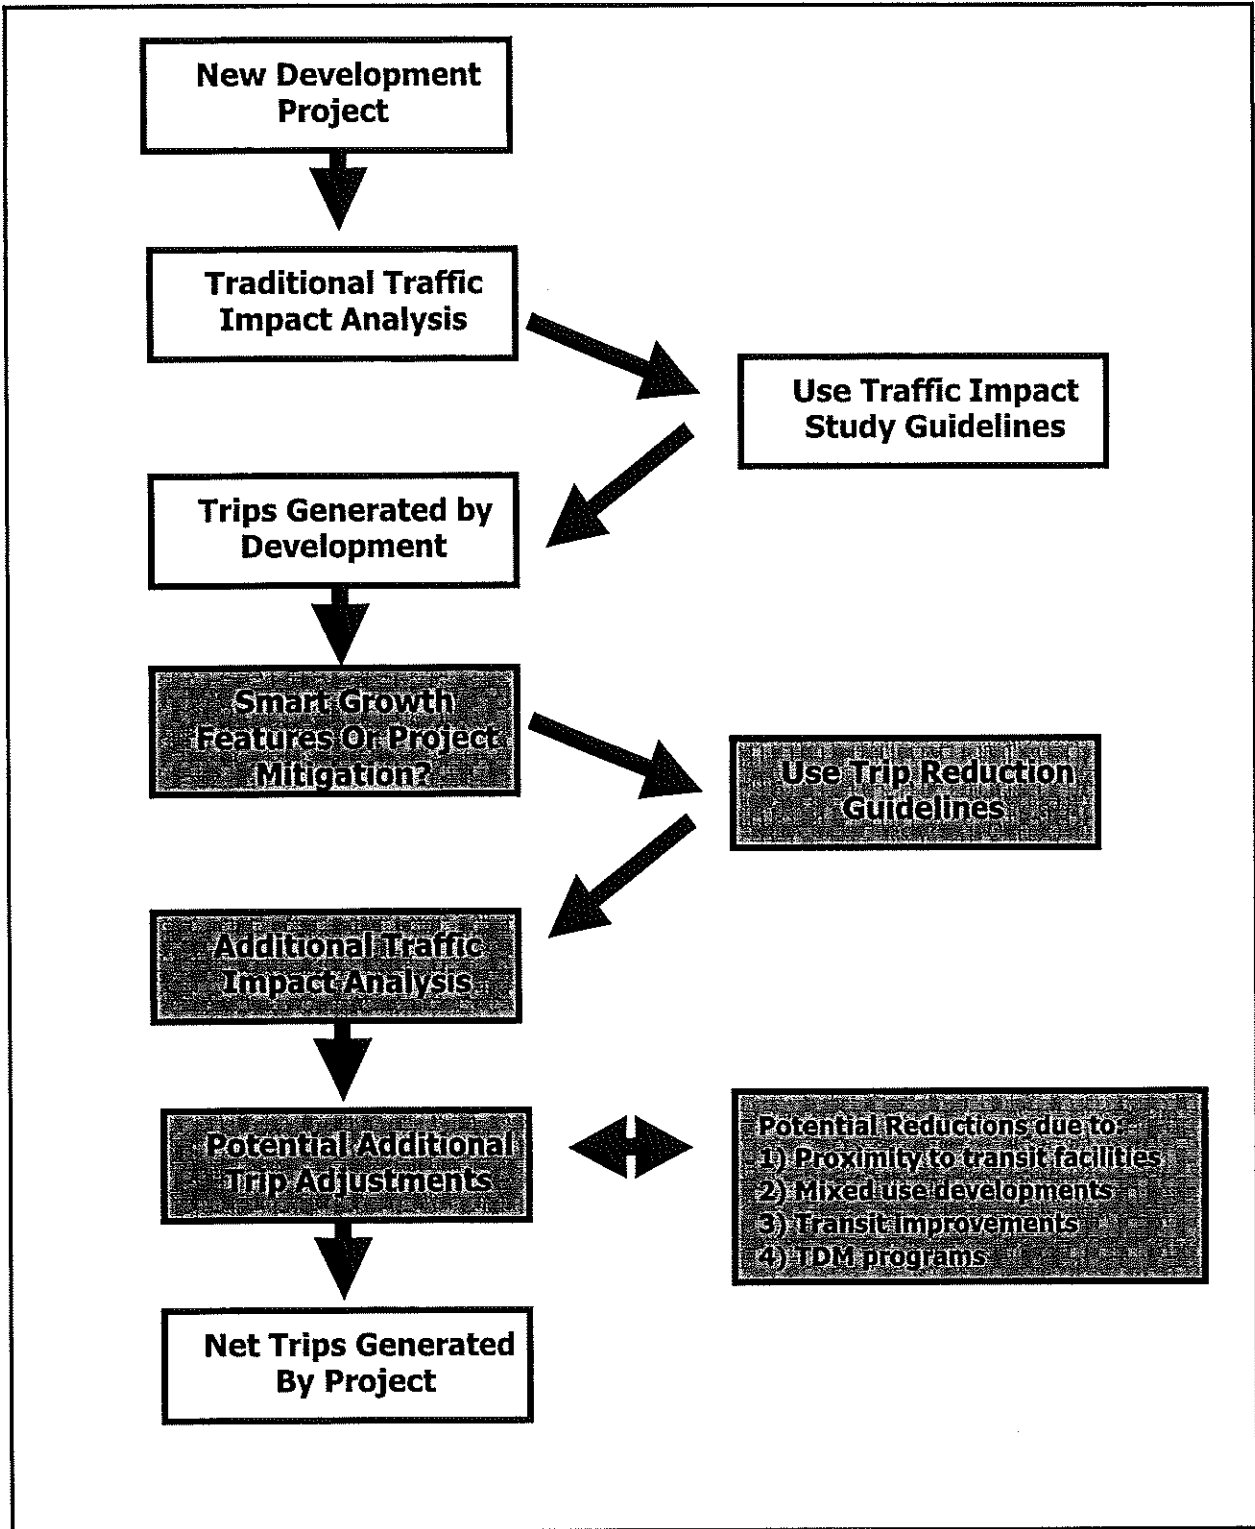 New Development
Project
Traditional Traffic
Impact Analysis
Use Traffic Impact
Study Guidelines
Trips Generated by
Development
Smart Growth
Features Or Project
Mitigation?
Use Trip Reduction
Guidelines
Additional Traffic
Impact Analysis
Potential Additional
Trip Adjustments
Potential Reductions due to:
1) Proximity to transit facilities
2) Mixed use developments
3) Transit improvements
4) TDM programs
Net Trips Generated
By Project